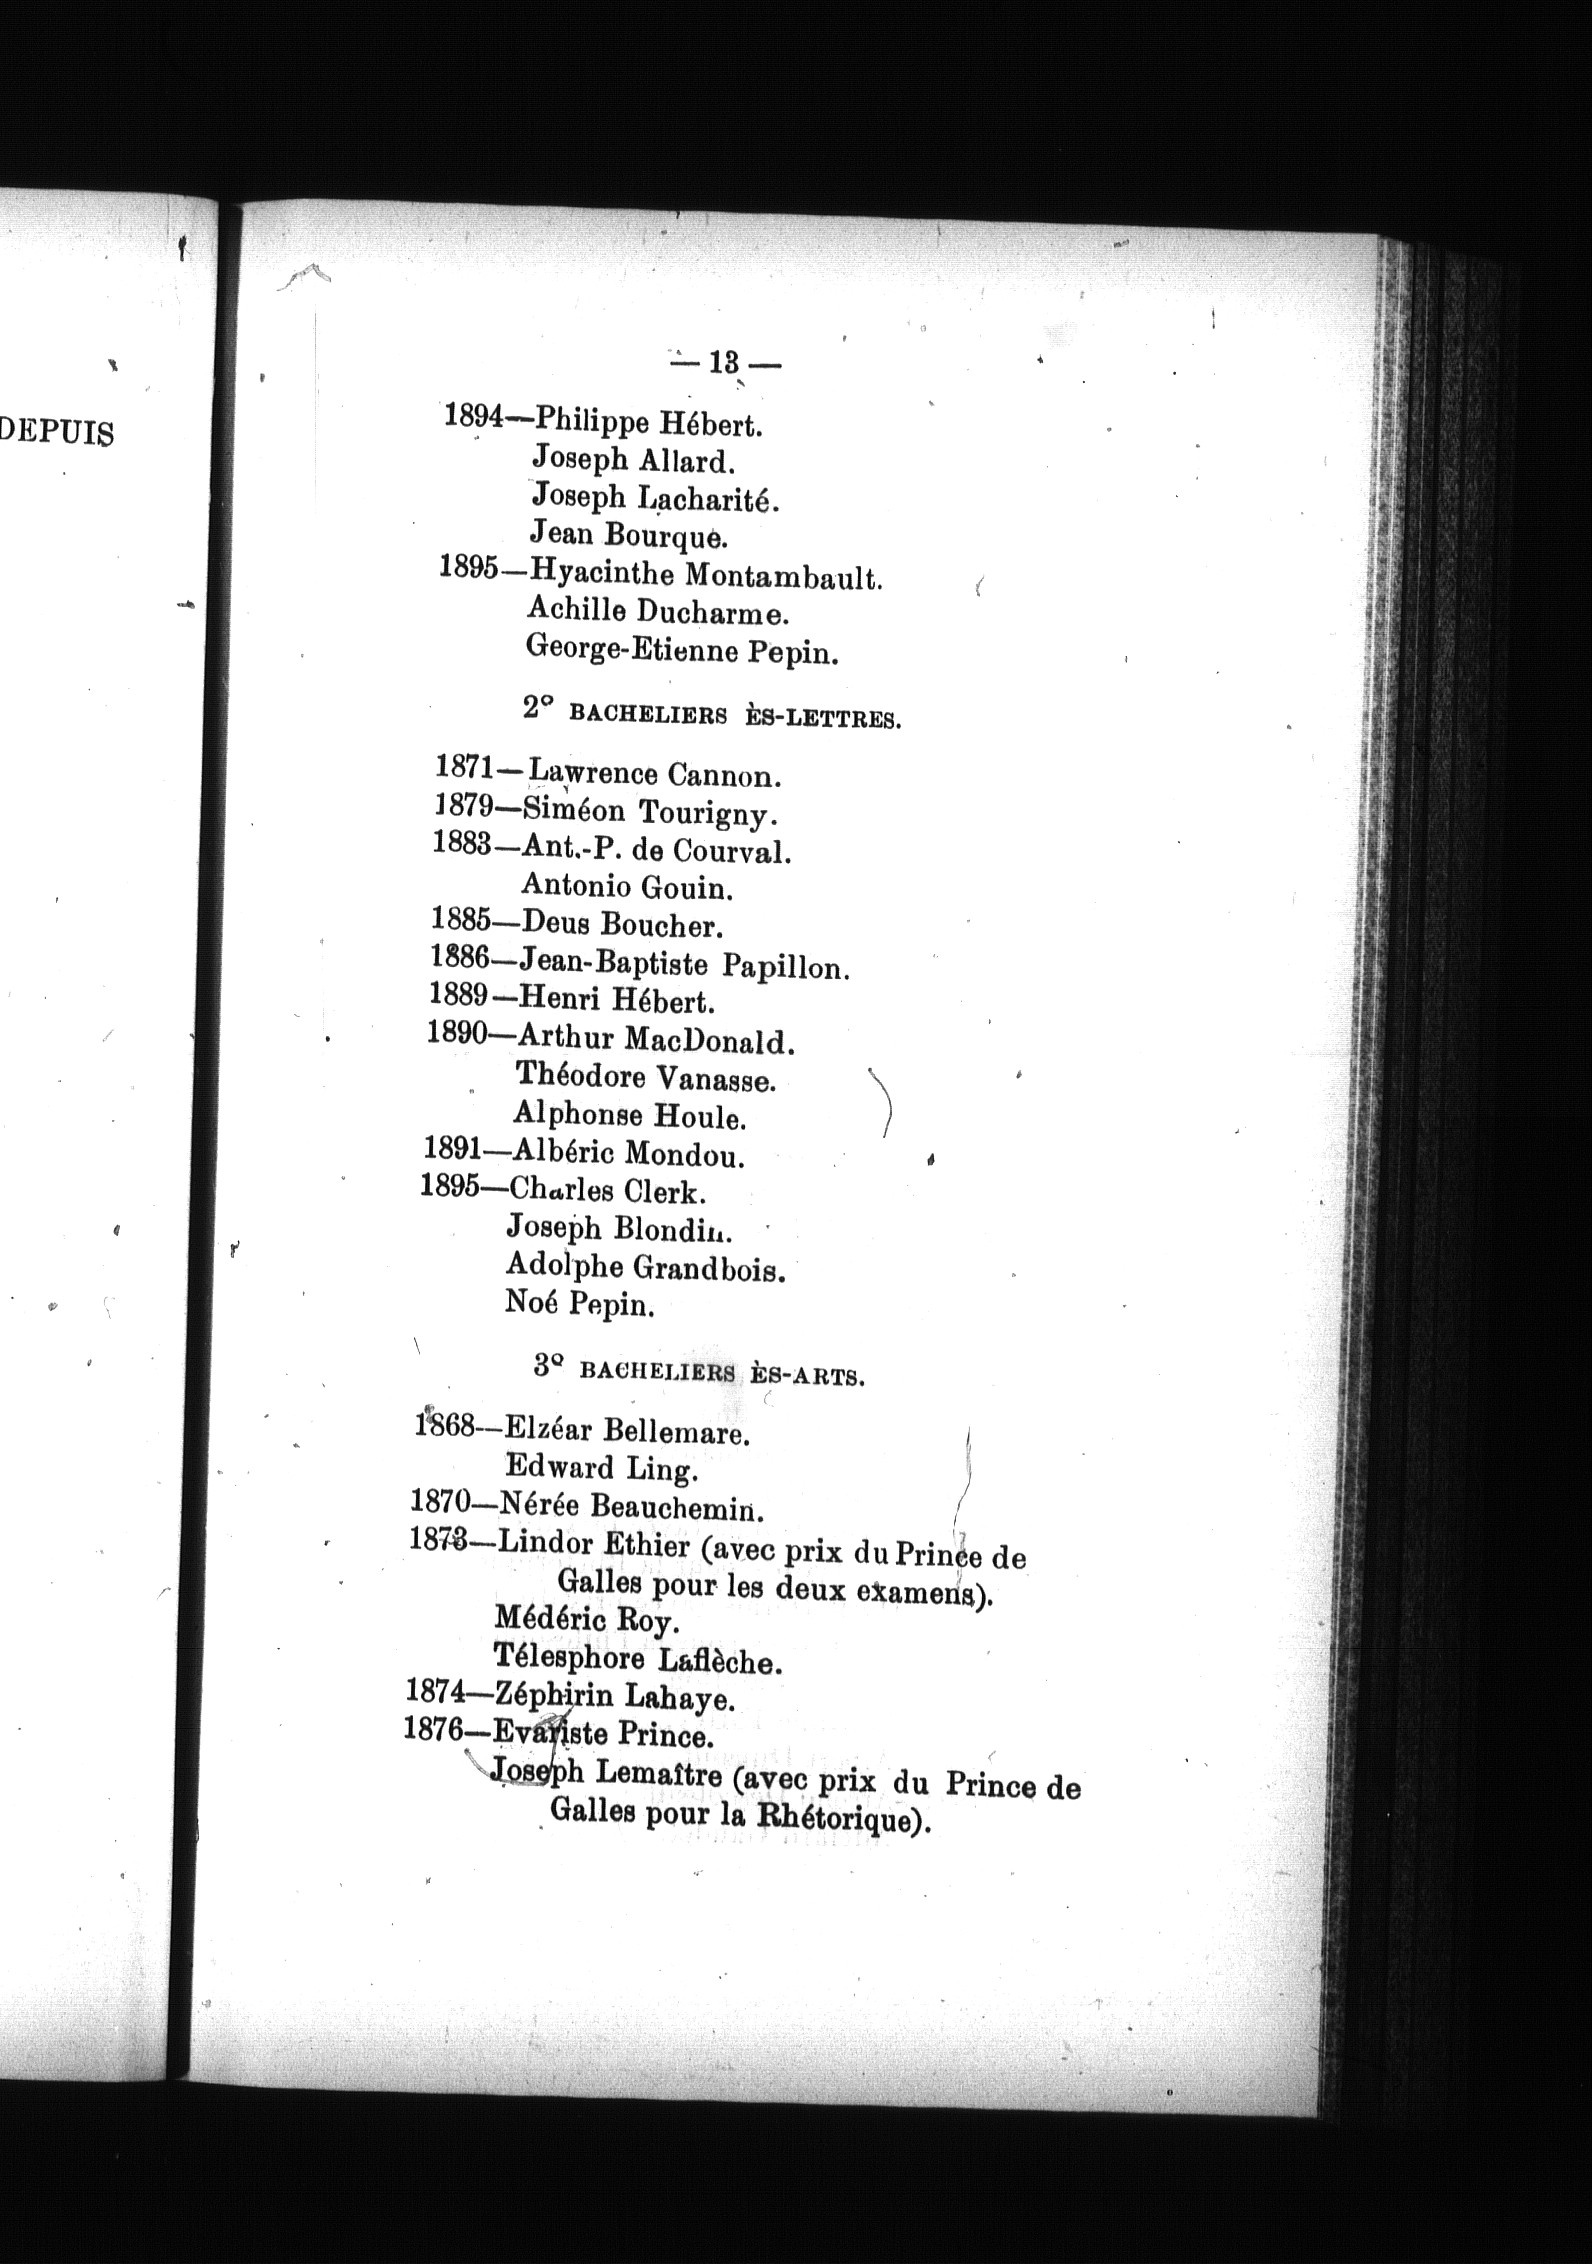 DEPUIS
— 13 —
1894—Philippe Hébert.
Joseph Allard.
Joseph Lacharité.
Jean Bourque.
1895—Hyacinthe Montambault.
Achille Ducharme.
George-Etienne Pepin.
2º BACHELIERS ÈS-LETTRES.
1871—Lawrence Cannon.
1879—Siméon Tourigny.
1883—Ant.-P. de Courval.
Antonio Gouin.
1885—Deus Boucher.
1886—Jean-Baptiste Papillon.
1889—Henri Hébert.
1890—Arthur MacDonald.
Théodore Vanasse.
Alphonse Houle.
1891—Albéric Mondou.
1895—Charles Clerk.
Joseph Blondin.
Adolphe Grandbois.
Noé Pepin.
3º BACHELIERS ÈS-ARTS.
1868—Elzéar Bellemare.
Edward Ling.
1870—Nérée Beauchemin.
1873—Lindor Ethier (avec prix du Prince de
Galles pour les deux examens).
Médéric Roy.
Télesphore Laflèche.
1874—Zéphirin Lahaye.
1876—Evariste Prince.
Joseph Lemaître (avec prix du Prince de
Galles pour la Rhétorique).